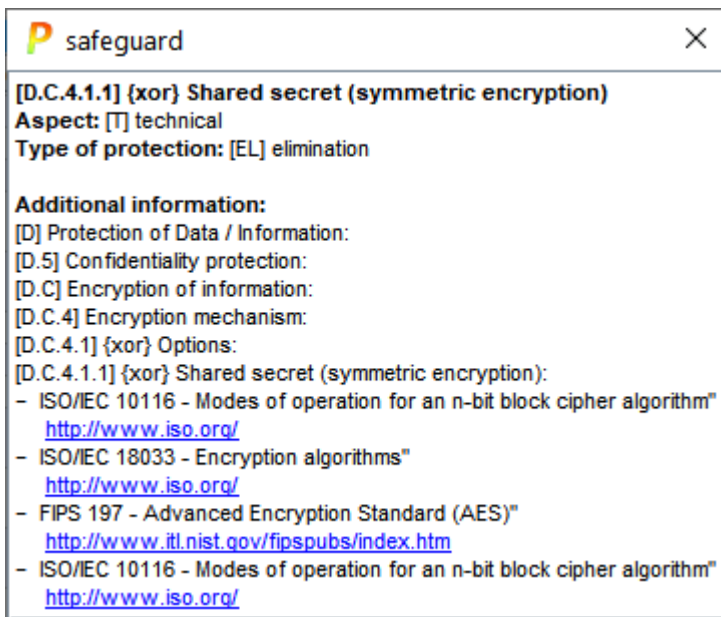 P safeguard
[D.C.4.1.1] {xor} Shared secret (symmetric encryption)
Aspect: [T] technical
Type of protection: [EL] elimination
Additional information:
[D] Protection of Data / Information:
[D.5] Confidentiality protection:
[D.C] Encryption of information:
[D.C.4] Encryption mechanism:
[D.C.4.1] {xor} Options:
[D.C.4.1.1] {xor} Shared secret (symmetric encryption):
– ISO/IEC 10116 - Modes of operation for an n-bit block cipher algorithm"
http://www.iso.org/
– ISO/IEC 18033 - Encryption algorithms"
http://www.iso.org/
– FIPS 197 - Advanced Encryption Standard (AES)"
http://www.itl.nist.gov/fipspubs/index.htm
– ISO/IEC 10116 - Modes of operation for an n-bit block cipher algorithm"
http://www.iso.org/